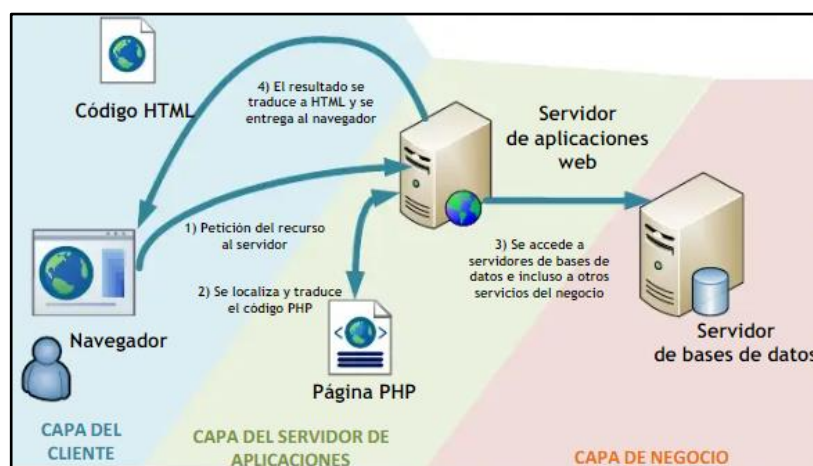 Código HTML
4) El resultado se
traduce a HTML y se
entrega al navegador
Servidor
de aplicaciones
web
1) Petición del recurso
al servidor
2) Se localiza y traduce
el código PHP
3) Se accede a
servidores de bases de
datos e incluso a otros
servicios del negocio
Navegador
Página PHP
Servidor
de bases de datos
CAPA DEL
CLIENTE
CAPA DEL SERVIDOR DE
APLICACIONES
CAPA DE NEGOCIO